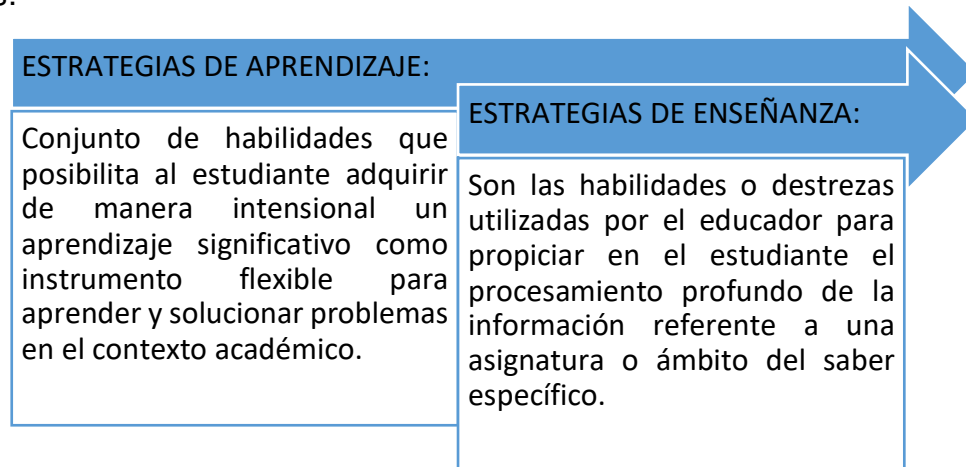 s.
ESTRATEGIAS DE APRENDIZAJE:
Conjunto de habilidades que
posibilita al estudiante adquirir
de manera intensional un
aprendizaje significativo como
instrumento flexible para
aprender y solucionar problemas
en el contexto académico.
ESTRATEGIAS DE ENSEÑANZA:
Son las habilidades o destrezas
utilizadas por el educador para
propiciar en el estudiante el
procesamiento profundo de la
información referente a una
asignatura o ámbito del saber
específico.